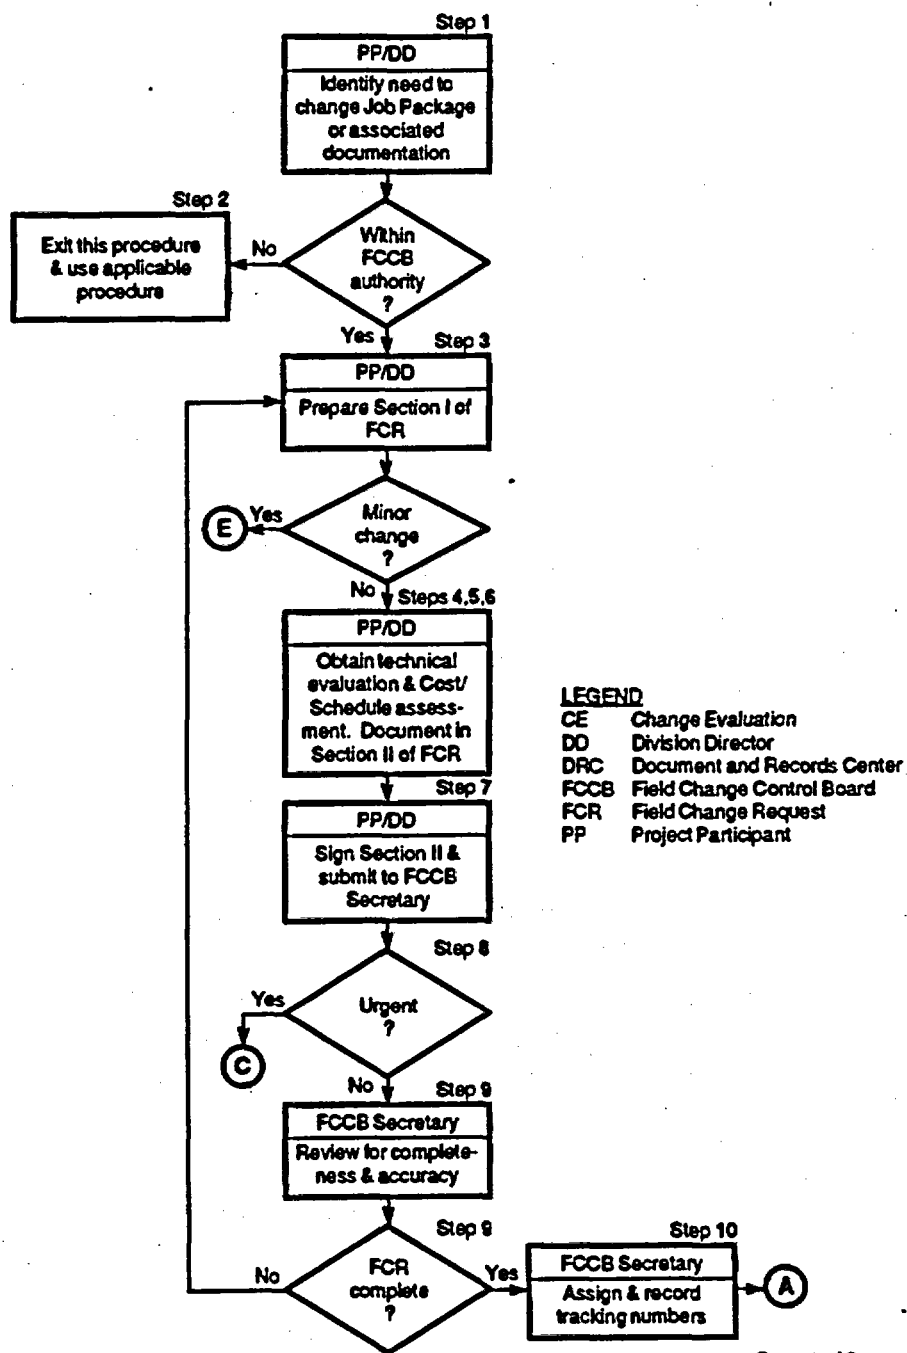 Step 1
PP/DD
Identify need to
change Job Package
or associated
documentation
Step 2
Exit this procedure
& use applicable
procedure
No
Within
FCCB
authority
?
Yes
Step 3
PP/DD
Prepare Section I of
FCR
E
Yes
Minor
change
?
No
Steps 4,5,6
PP/DD
Obtain technical
evaluation & Cost/
Schedule assess-
ment. Document in
Section II of FCR
LEGEND
CE Change Evaluation
DD Division Director
DRC Document and Records Center
FCCB Field Change Control Board
FCR Field Change Request
PP Project Participant
Step 7
PP/DD
Sign Section II &
submit to FCCB
Secretary
Step 8
Yes
Urgent
?
C
No
Step 9
FCCB Secretary
Review for complete-
ness & accuracy
Step 9
No
FCR
complete
?
Yes
Step 10
FCCB Secretary
Assign & record
tracking numbers
A